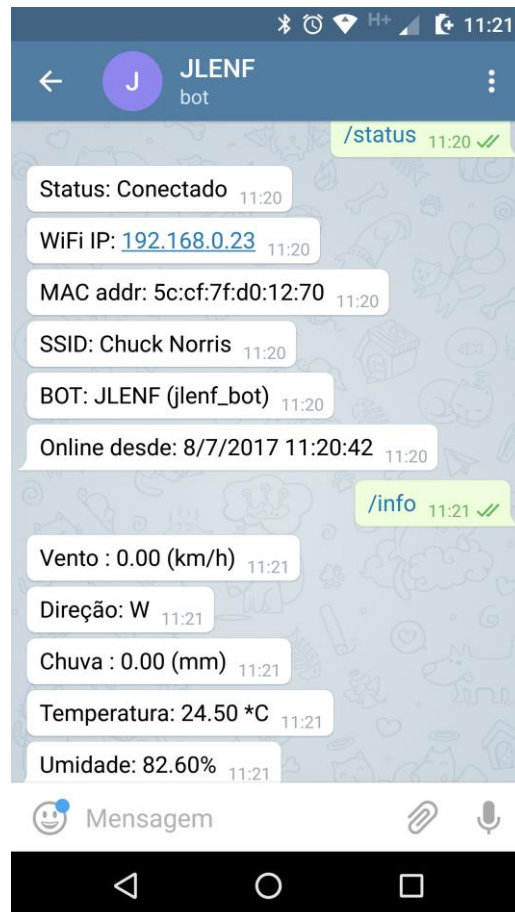 H+ 11:21
J JLENF
bot
/status 11:20
Status: Conectado 11:20
WiFi IP: 192.168.0.23 11:20
MAC addr: 5c:cf:7f:d0:12:70 11:20
SSID: Chuck Norris 11:20
BOT: JLENF (jlenf_bot) 11:20
Online desde: 8/7/2017 11:20:42 11:20
/info 11:21
Vento : 0.00 (km/h) 11:21
Direção: W 11:21
Chuva : 0.00 (mm) 11:21
Temperatura: 24.50 *C 11:21
Umidade: 82.60% 11:21
Mensagem